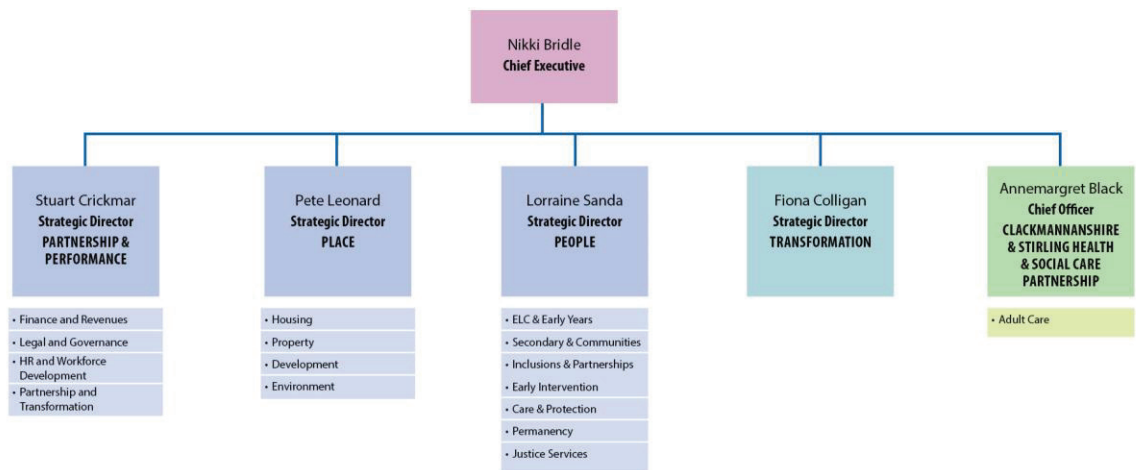 Nikki Bridle
Chief Executive
Stuart Crickmar
Strategic Director
PARTNERSHIP &
PERFORMANCE
• Finance and Revenues
• Legal and Governance
• HR and Workforce
Development
• Partnership and
Transformation
Pete Leonard
Strategic Director
PLACE
• Housing
• Property
• Development
• Environment
Lorraine Sanda
Strategic Director
PEOPLE
• ELC & Early Years
• Secondary & Communities
• Inclusions & Partnerships
• Early Intervention
• Care & Protection
• Permanency
• Justice Services
Fiona Colligan
Strategic Director
TRANSFORMATION
Annemargret Black
Chief Officer
CLACKMANNANSHIRE
& STIRLING HEALTH
& SOCIAL CARE
PARTNERSHIP
• Adult Care